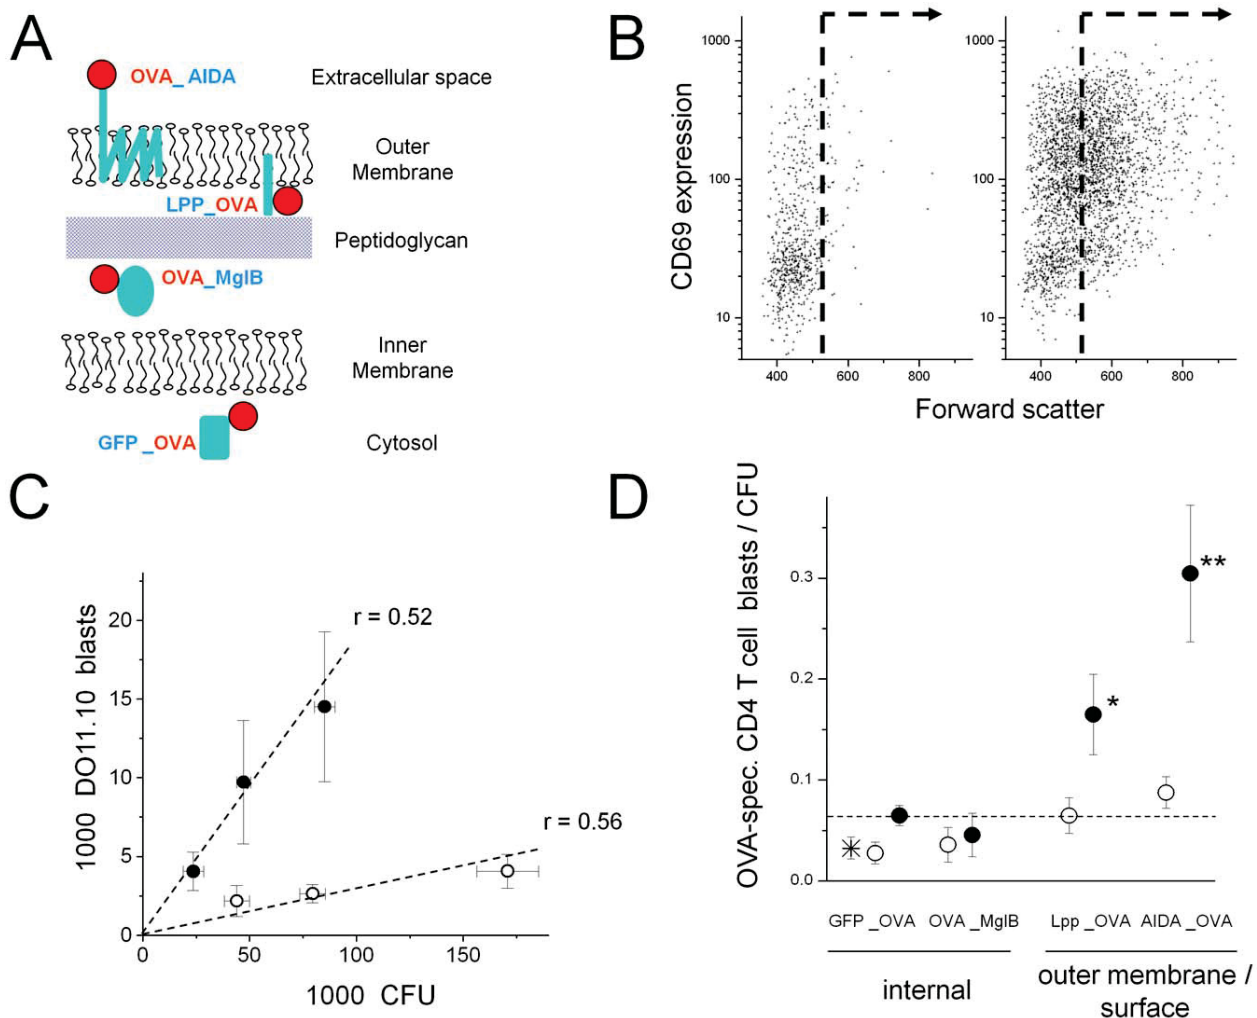 A
OVA_AIDA
Extracellular space
Outer
Membrane
LPP_OVA
Peptidoglycan
OVA_MglB
Inner
Membrane
GFP_OVA
Cytosol
B
CD69 expression
1000
100
10
400
600
800
1000
100
10
400
600
800
Forward scatter
C
1000 DO11.10 blasts
20
15
10
5
0
0
50
100
150
r = 0.52
r = 0.56
1000 CFU
D
OVA-spec. CD4 T cell blasts / CFU
0.3
0.2
0.1
0.0
*
**
GFP_OVA
OVA_MglB
Lpp_OVA
AIDA_OVA
internal
outer membrane /
surface